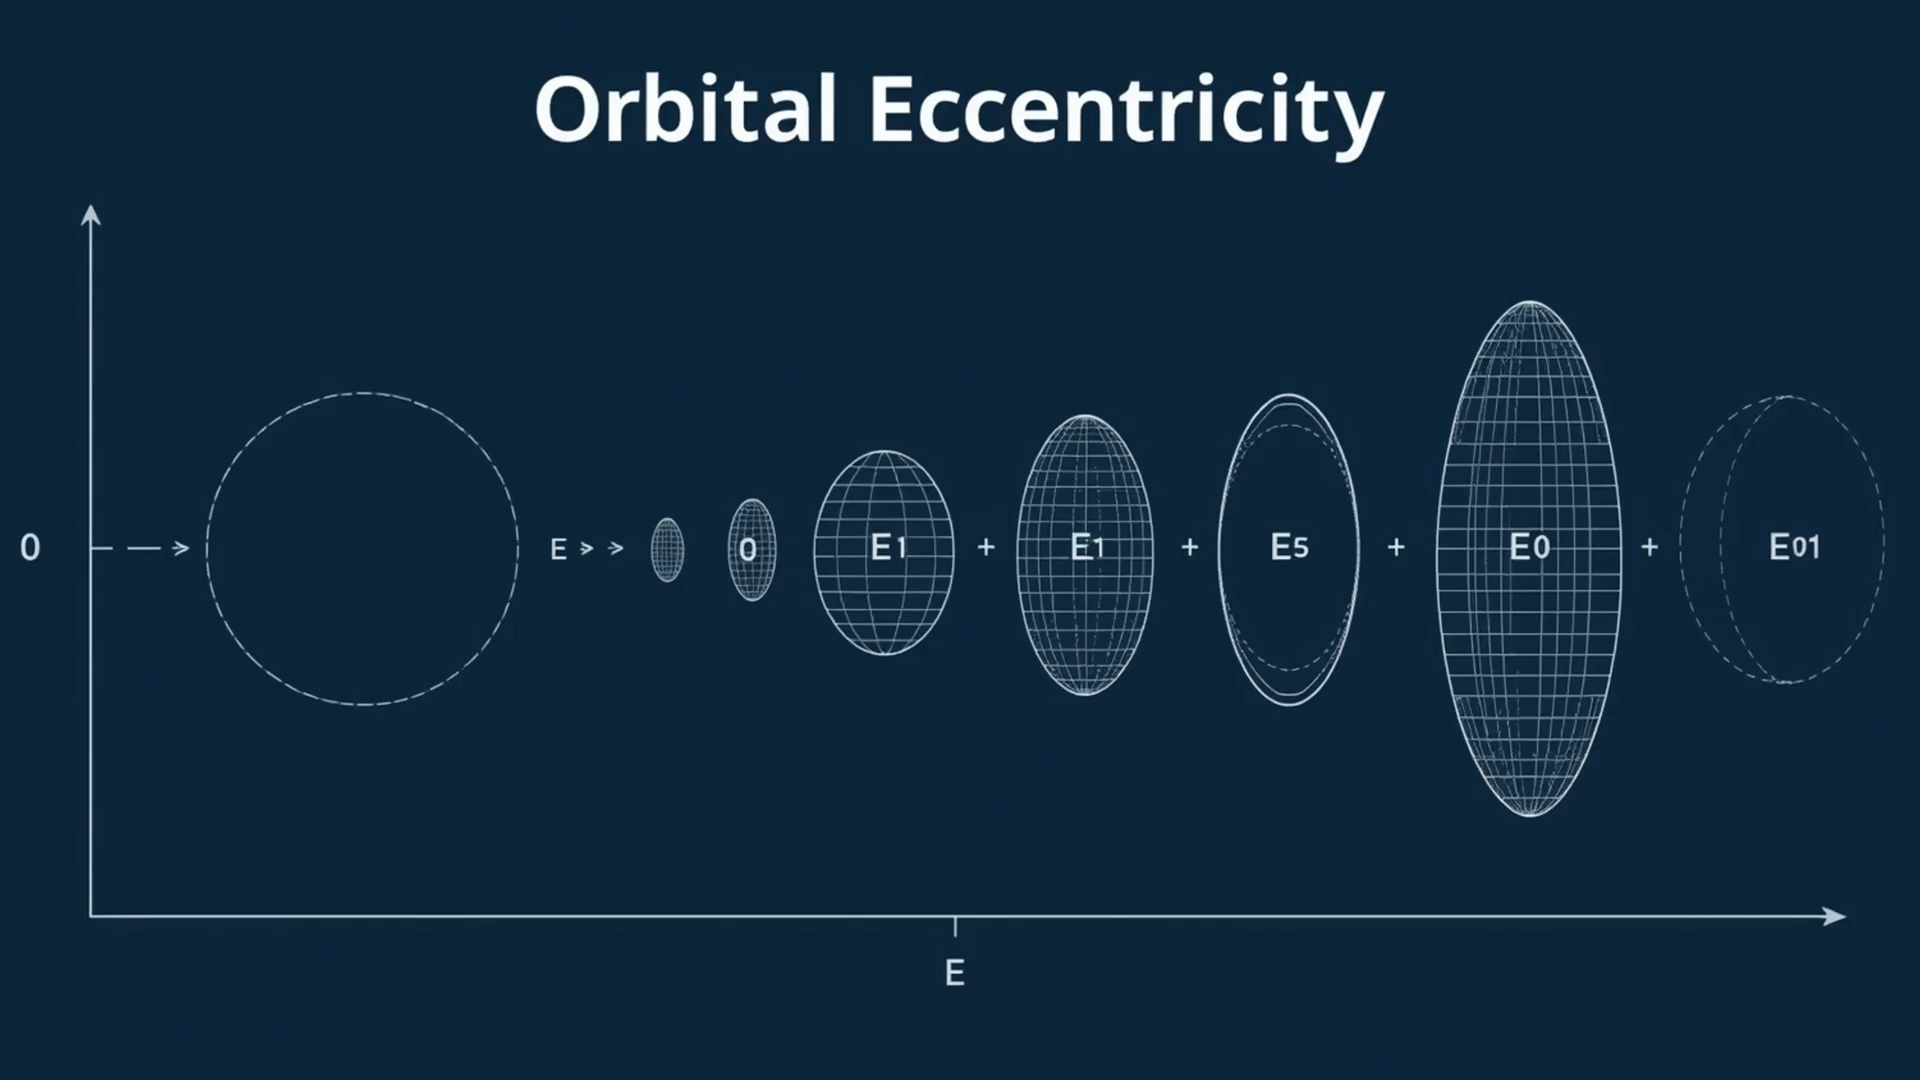 Orbital Eccentricity
0 E > > 0 E1 + E1 + E5 + E0 + E01
E